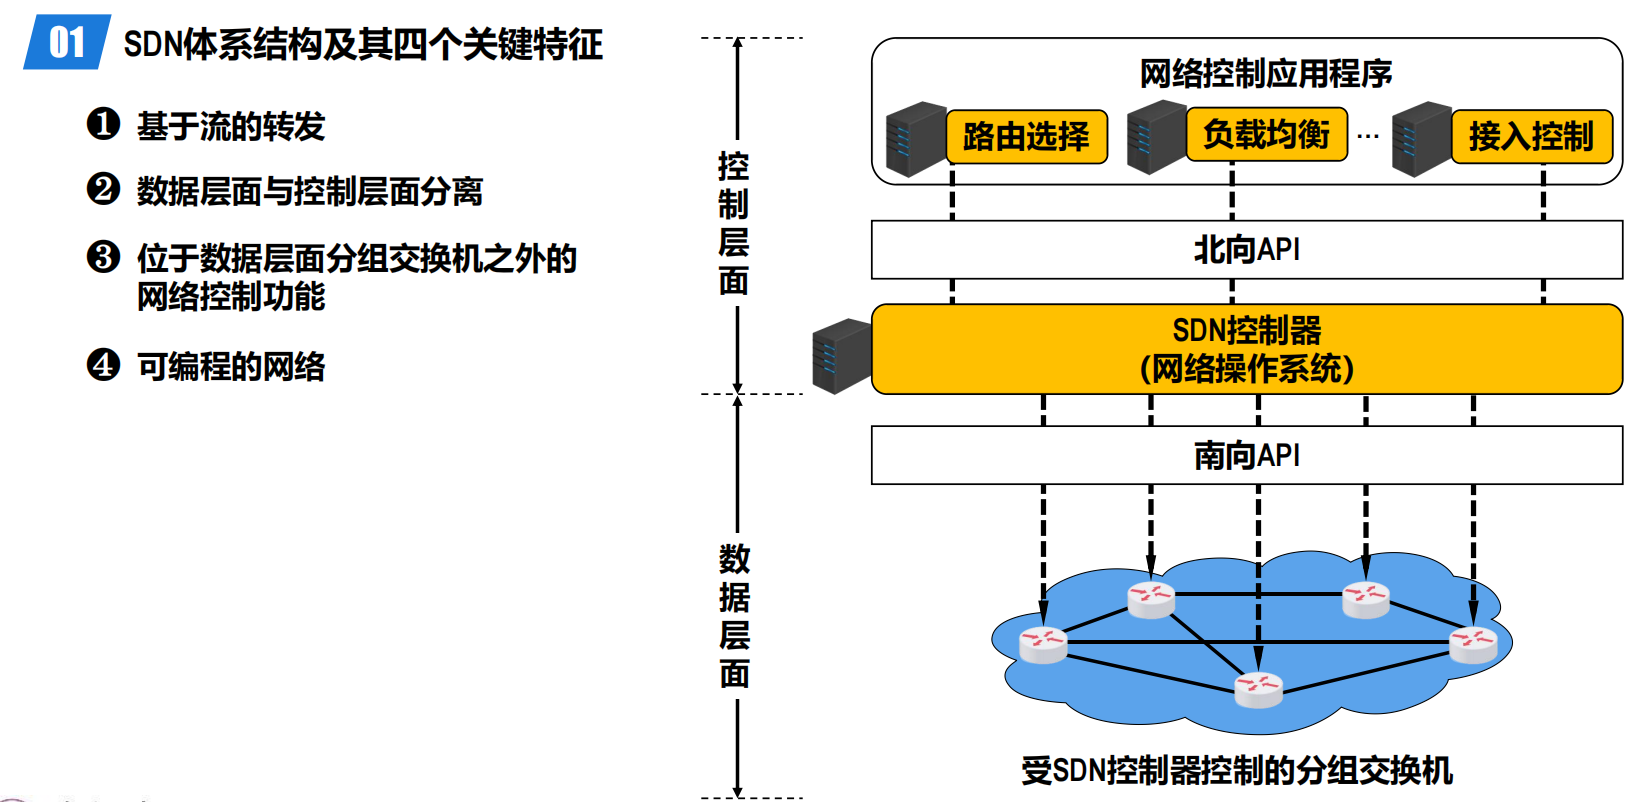 01 SDN体系结构及其四个关键特征
❶ 基于流的转发
❷ 数据层面与控制层面分离
❸ 位于数据层面分组交换机之外的
网络控制功能
❹ 可编程的网络
控制层面
数据层面
网络控制应用程序
路由选择 负载均衡 … 接入控制
北向API
SDN控制器
(网络操作系统)
南向API
受SDN控制器控制的分组交换机